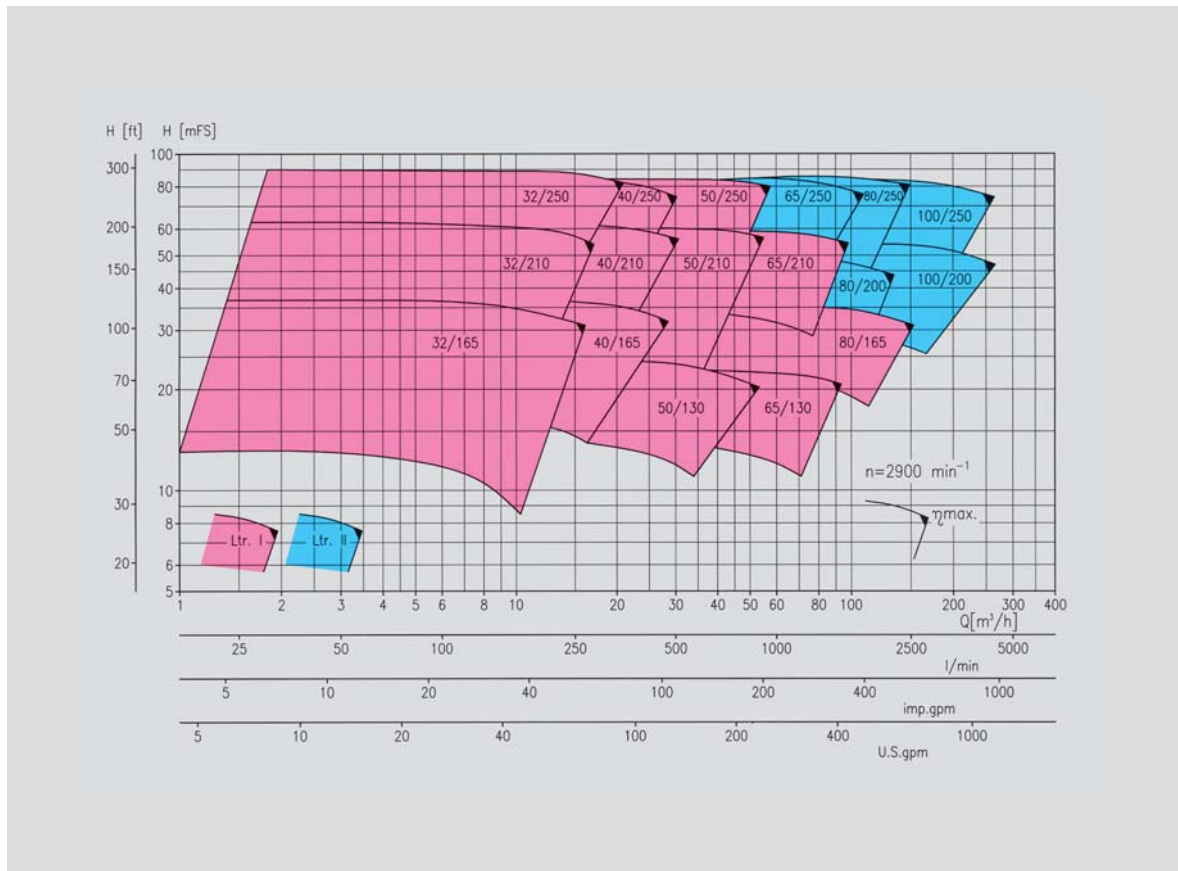 H [ft] H [mFS]
300
200
150
100
70
50
30
20
100
80
60
50
40
30
20
10
8
6
5
32/250 40/250 50/250 65/250 80/250 100/250
32/210 40/210 50/210 65/210 80/200 100/200
32/165 40/165 80/165
50/130 65/130
n=2900 min⁻¹
ηmax.
Ltr. I Ltr. II
1 2 3 4 5 6 8 10 20 30 40 50 60 80 100 200 300 400
Q[m³/h]
25 50 100 250 500 1000 2500 5000
l/min
5 10 20 40 100 200 400 1000
imp.gpm
5 10 20 40 100 200 400 1000
U.S.gpm